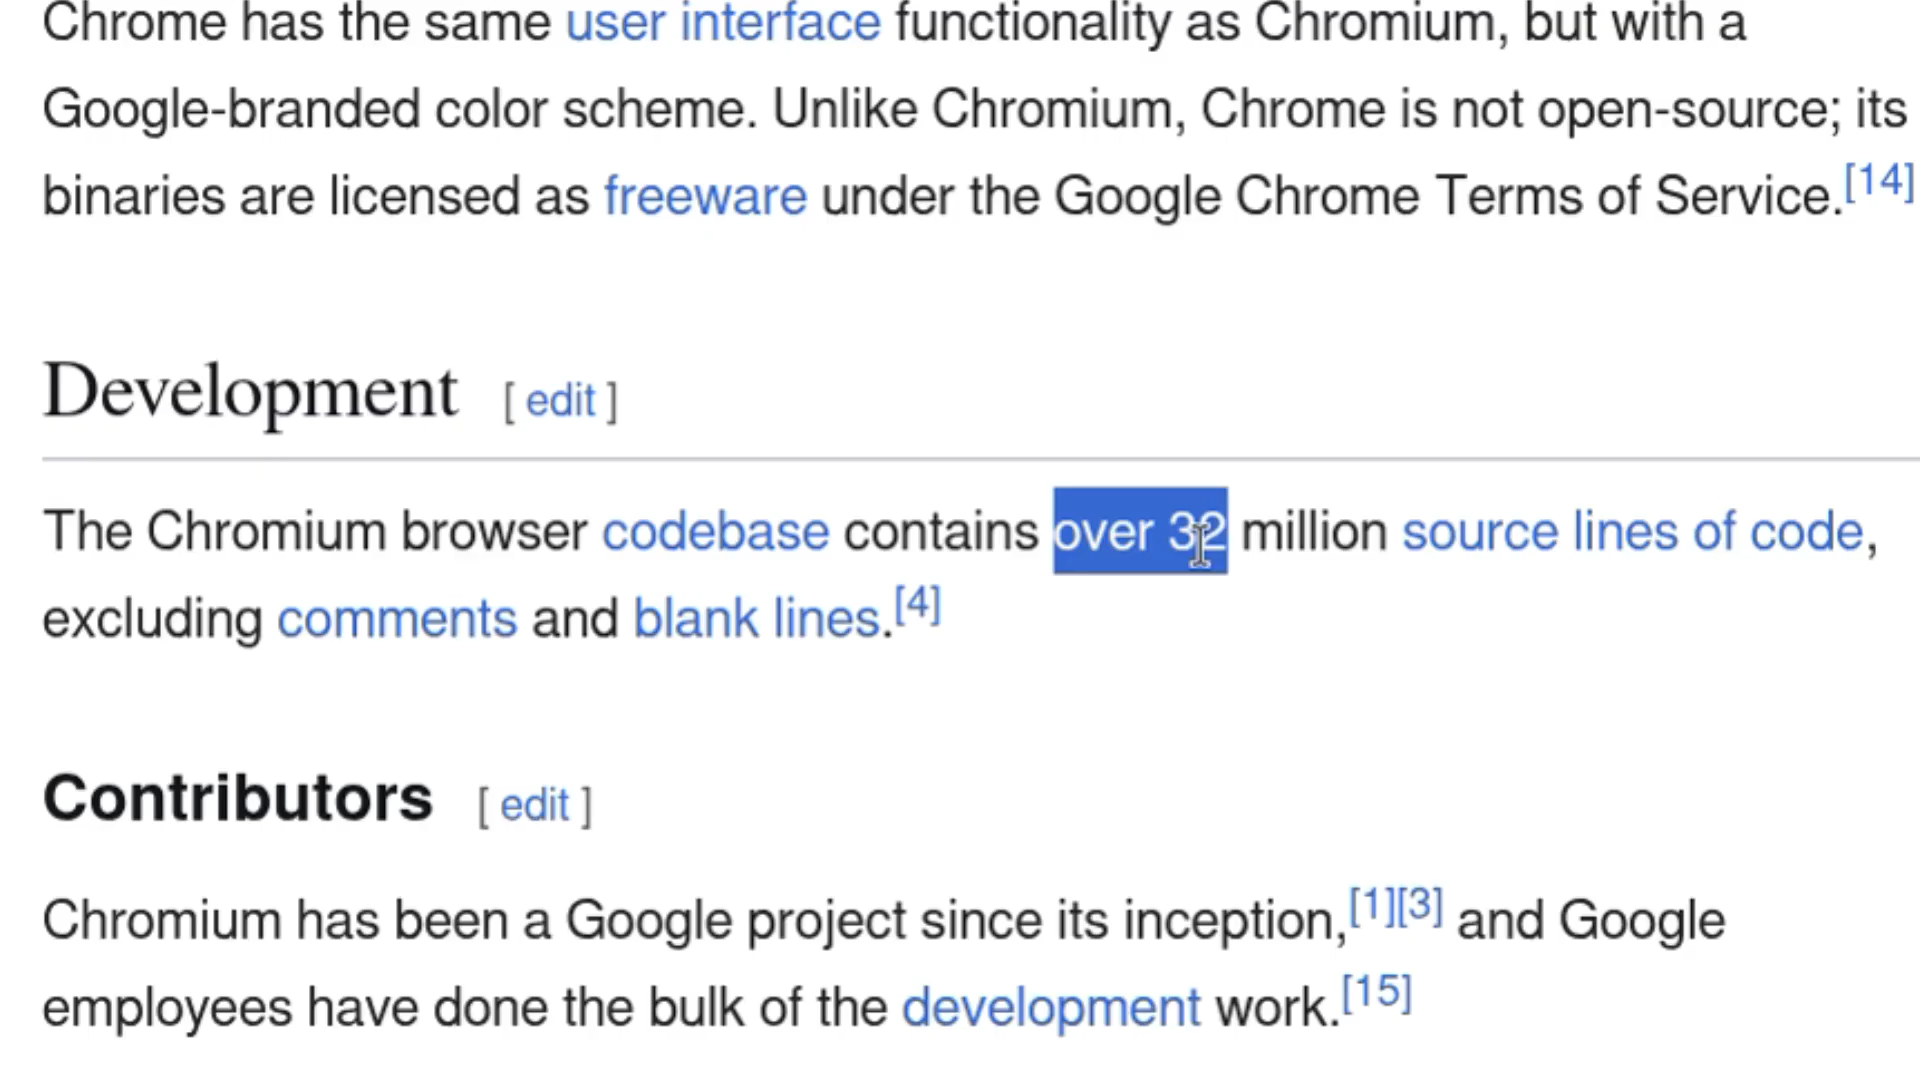 Chrome has the same user interface functionality as Chromium, but with a
Google-branded color scheme. Unlike Chromium, Chrome is not open-source; its
binaries are licensed as freeware under the Google Chrome Terms of Service.[14]
Development [ edit ]
The Chromium browser codebase contains over 32 million source lines of code,
excluding comments and blank lines.[4]
Contributors [ edit ]
Chromium has been a Google project since its inception,[1][3] and Google
employees have done the bulk of the development work.[15]